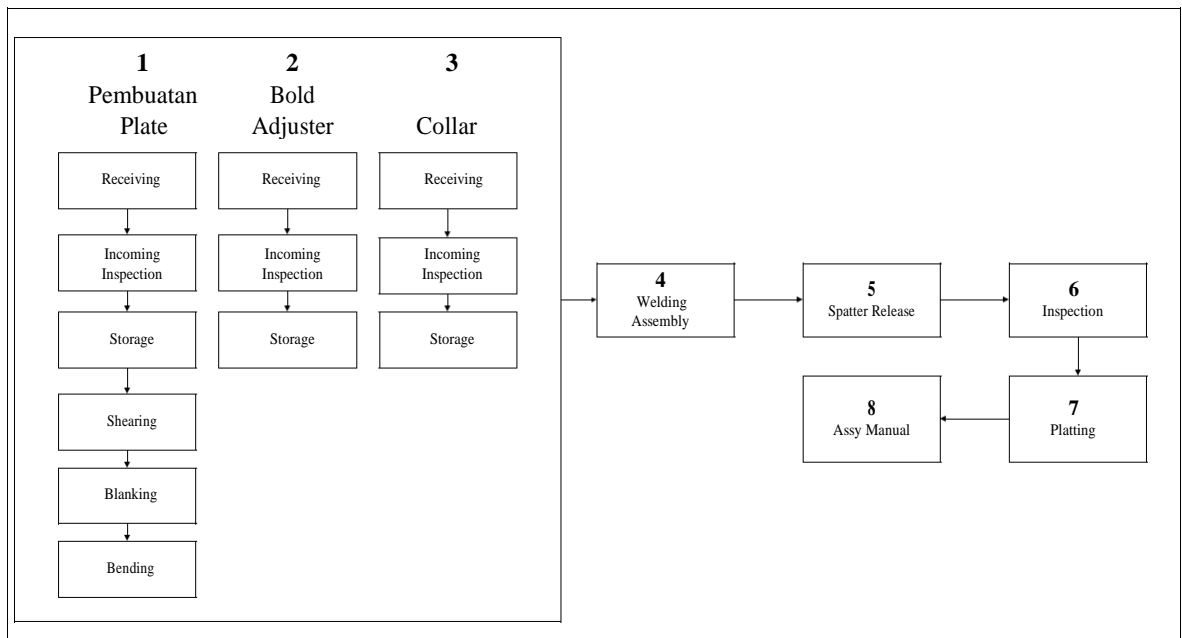 1
Pembuatan
Plate
Receiving
Incoming
Inspection
Storage
Shearing
Blanking
Bending
2
Bold
Adjuster
Receiving
Incoming
Inspection
Storage
3
Collar
Receiving
Incoming
Inspection
Storage
4
Welding
Assembly
5
Spatter Release
6
Inspection
7
Platting
8
Assy Manual